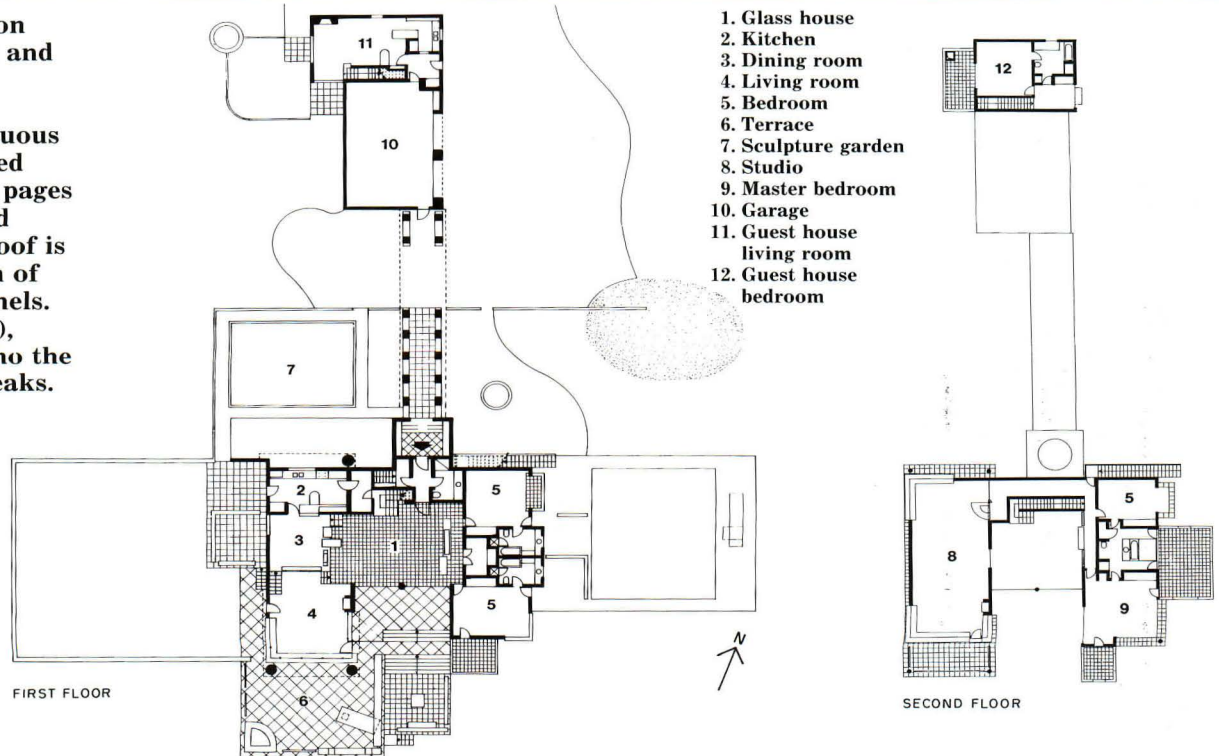 on
and
uous
ed
pages
d
oof is
n of
nels.
),
no the
eaks.
1. Glass house
2. Kitchen
3. Dining room
4. Living room
5. Bedroom
6. Terrace
7. Sculpture garden
8. Studio
9. Master bedroom
10. Garage
11. Guest house
living room
12. Guest house
bedroom
11
10
7
2
5
3
1
4
5
6
N
FIRST FLOOR
12
5
8
9
SECOND FLOOR